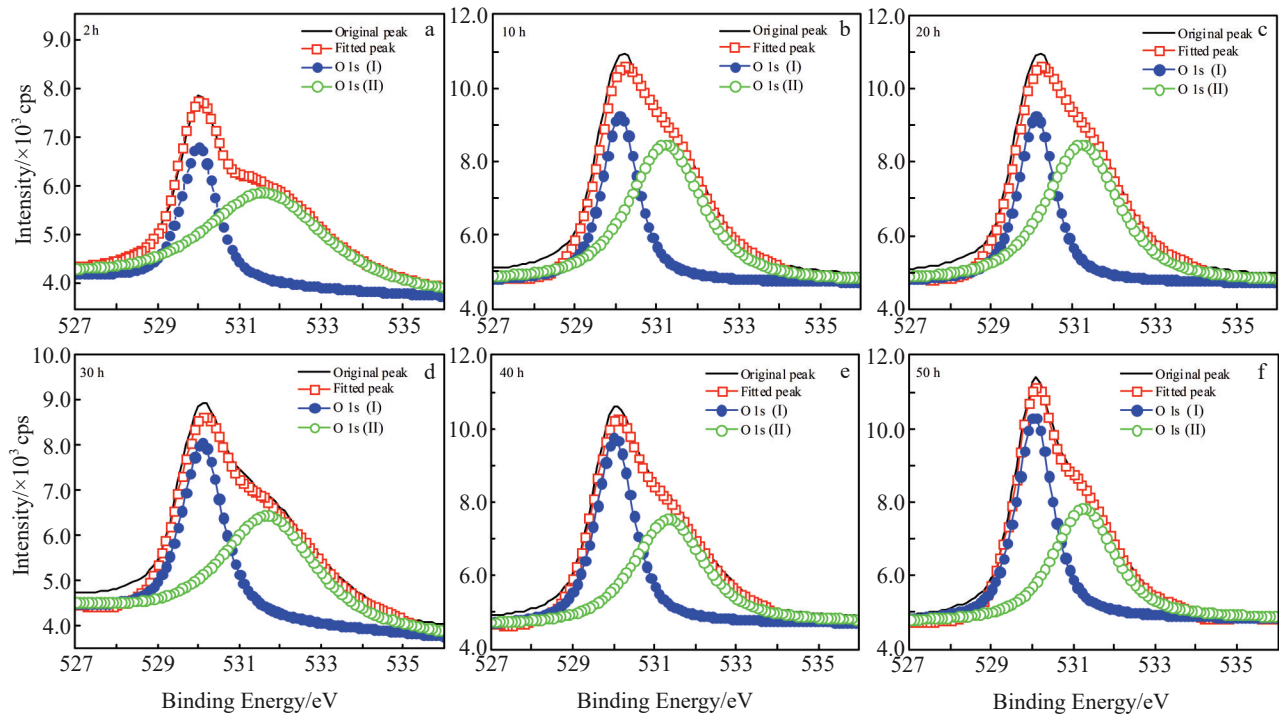 2 h
a
Original peak
Fitted peak
O 1s (I)
O 1s (II)
9.0
8.0
7.0
6.0
5.0
4.0
527 529 531 533 535
10 h
b
Original peak
Fitted peak
O 1s (I)
O 1s (II)
12.0
10.0
8.0
6.0
4.0
527 529 531 533 535
20 h
c
Original peak
Fitted peak
O 1s (I)
O 1s (II)
12.0
10.0
8.0
6.0
4.0
527 529 531 533 535
Intensity/×10³ cps
30 h
d
Original peak
Fitted peak
O 1s (I)
O 1s (II)
10.0
9.0
8.0
7.0
6.0
5.0
4.0
527 529 531 533 535
40 h
e
Original peak
Fitted peak
O 1s (I)
O 1s (II)
12.0
10.0
8.0
6.0
4.0
527 529 531 533 535
50 h
f
Original peak
Fitted peak
O 1s (I)
O 1s (II)
12.0
10.0
8.0
6.0
4.0
527 529 531 533 535
Intensity/×10³ cps
Binding Energy/eV
Binding Energy/eV
Binding Energy/eV